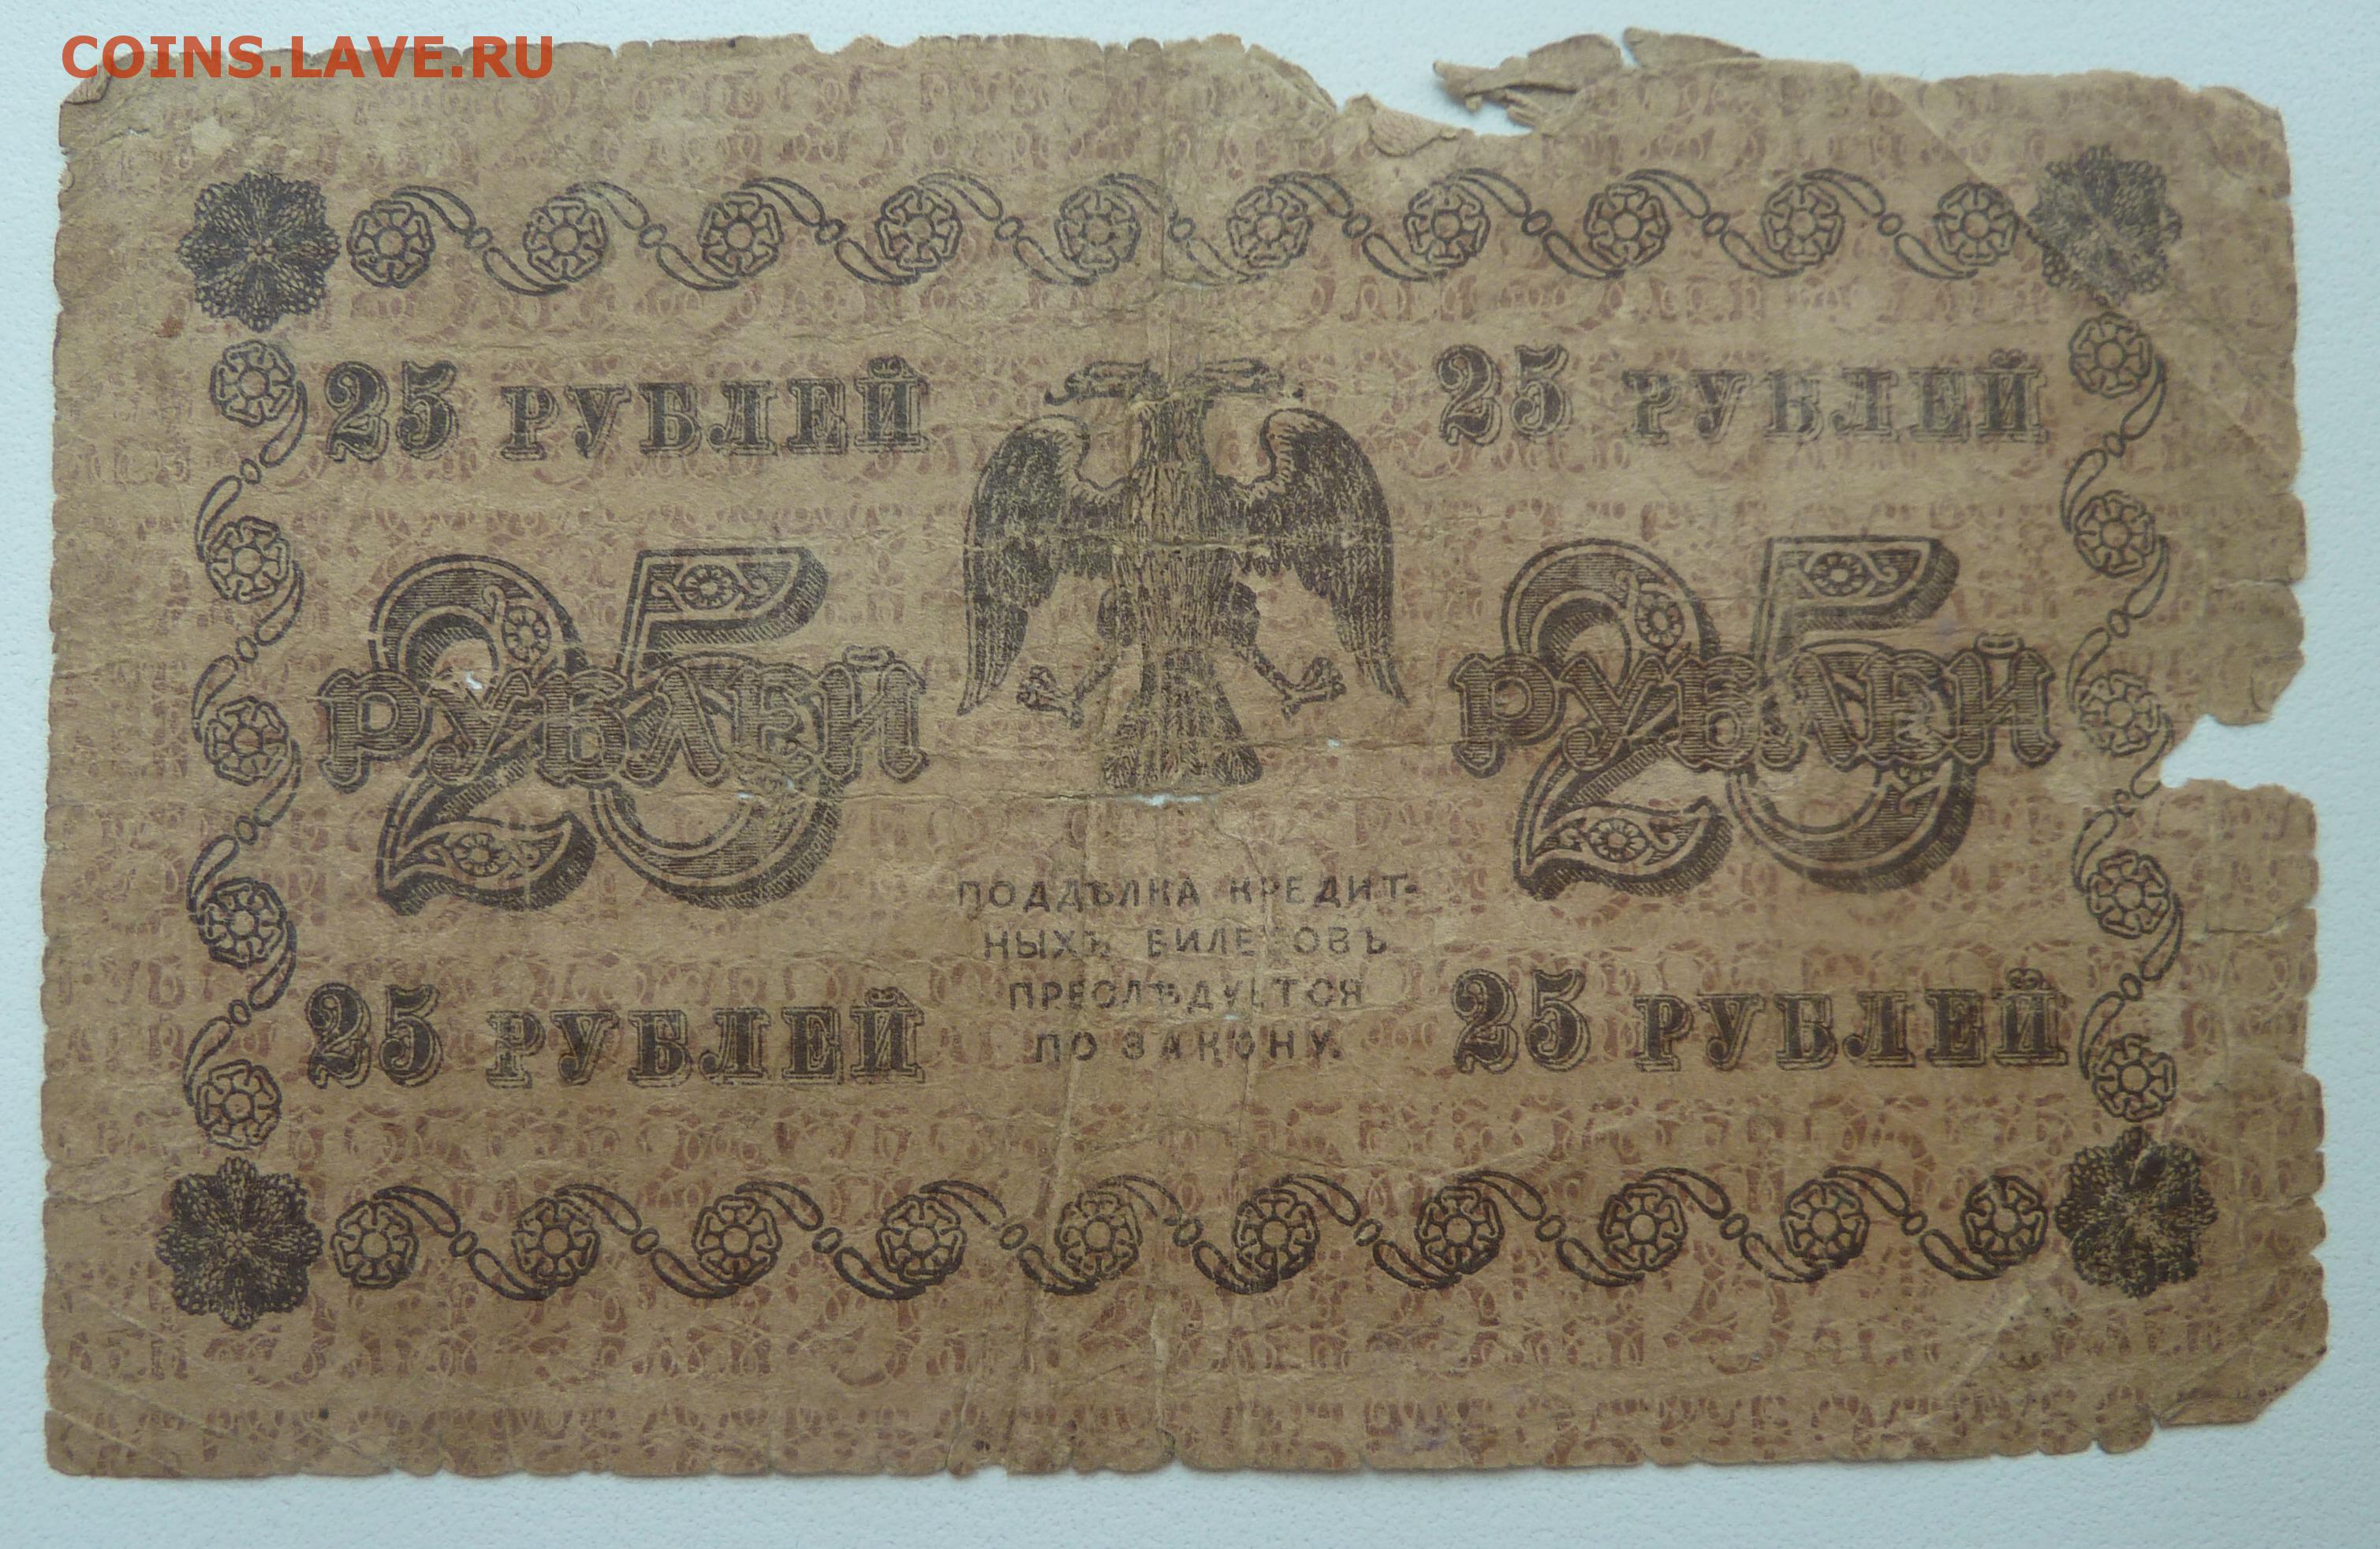 COINS.LAVE.RU
25 РУБЛЕЙ
25 РУБЛЕЙ
25 РУБЛЕЙ
25 РУБЛЕЙ
ПОДДѢЛКА КРЕДИТ-
НЫХЪ БИЛЕТОВЪ
ПРЕСЛѢДУЕТСЯ
ПО ЗАКОНУ.
25 РУБЛЕЙ
25 РУБЛЕЙ